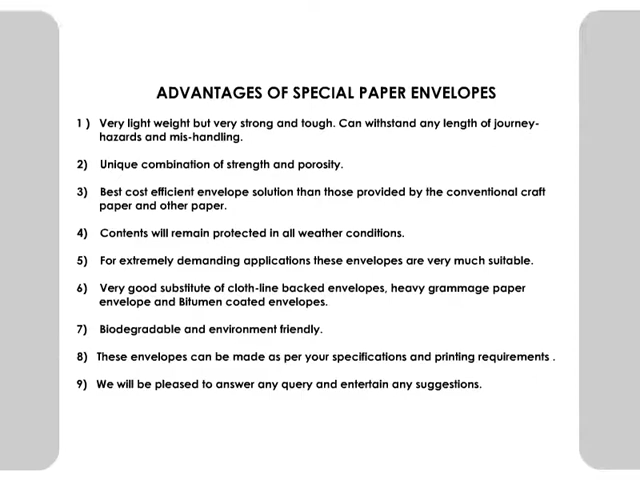 ADVANTAGES OF SPECIAL PAPER ENVELOPES
1 ) Very light weight but very strong and tough. Can withstand any length of journey-
hazards and mis-handling.
2) Unique combination of strength and porosity.
3) Best cost efficient envelope solution than those provided by the conventional craft
paper and other paper.
4) Contents will remain protected in all weather conditions.
5) For extremely demanding applications these envelopes are very much suitable.
6) Very good substitute of cloth-line backed envelopes, heavy grammage paper
envelope and Bitumen coated envelopes.
7) Biodegradable and environment friendly.
8) These envelopes can be made as per your specifications and printing requirements .
9) We will be pleased to answer any query and entertain any suggestions.